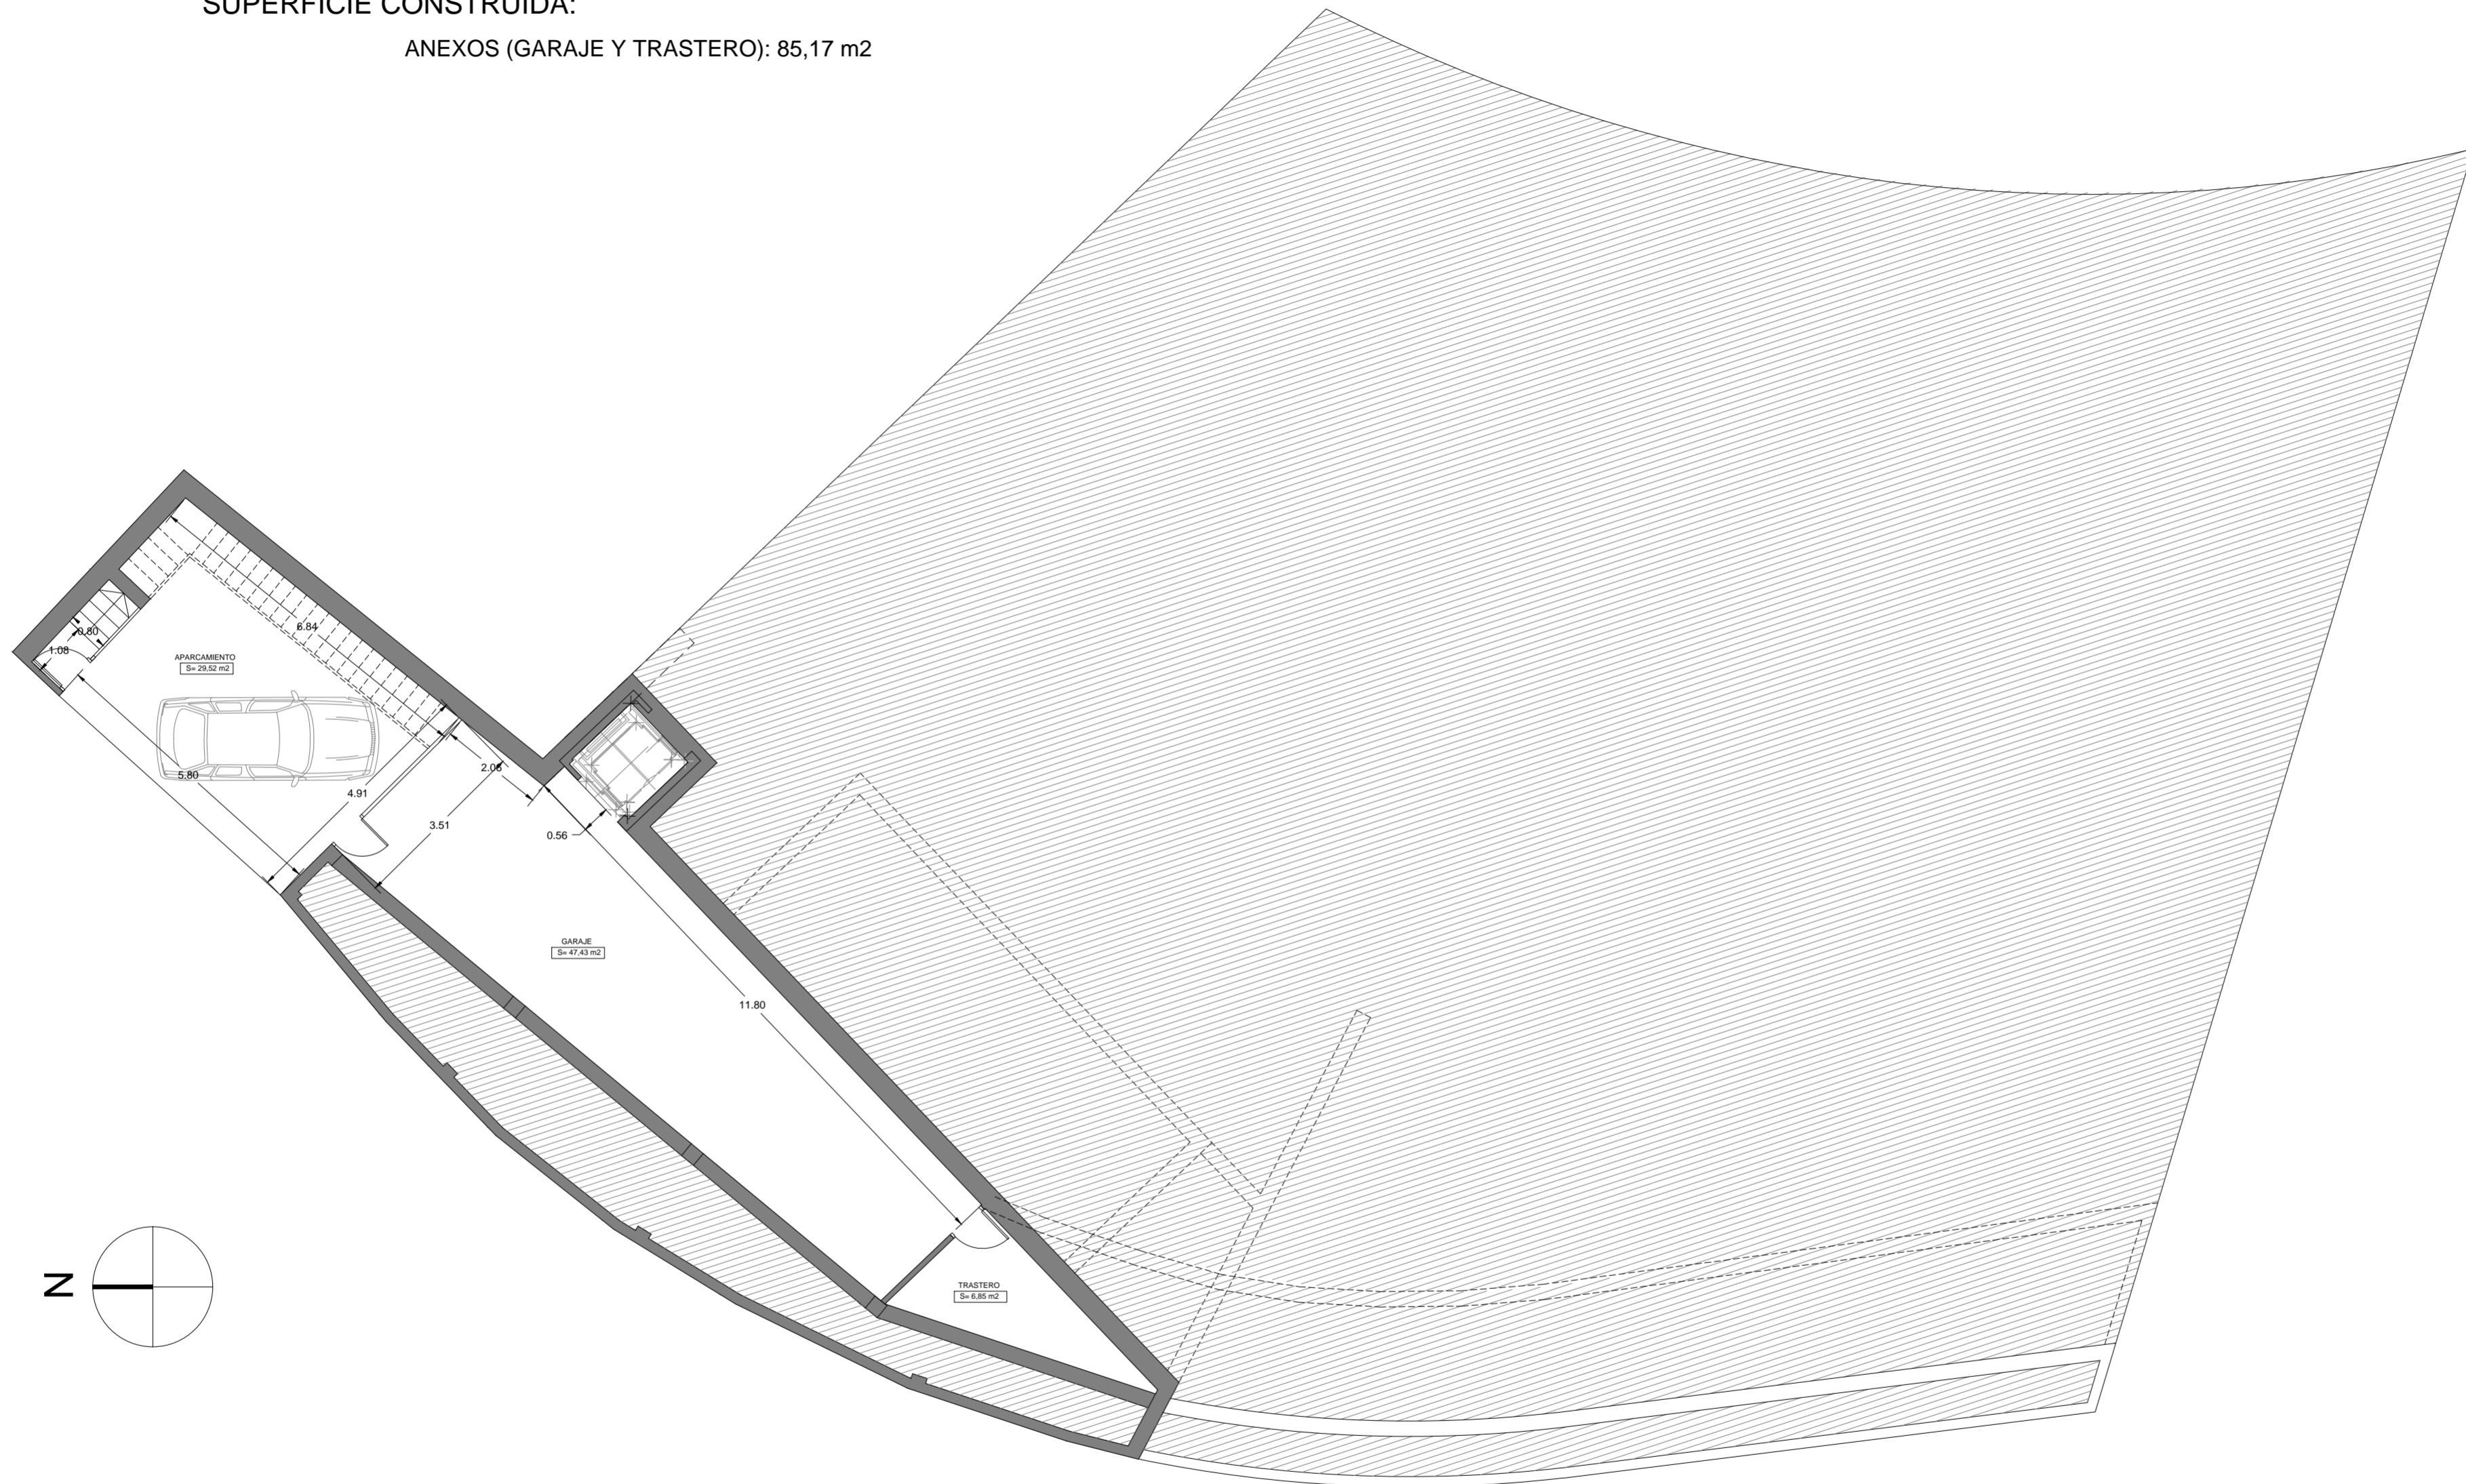 SUPERFICIE CONSTRUIDA:
ANEXOS (GARAJE Y TRASTERO): 85,17 m2
6.84
0.80
1.08
APARCAMIENTO
S= 29,52 m2
2.08
5.80
4.91
3.51
0.56
GARAJE
S= 47,43 m2
11.80
TRASTERO
S= 6,85 m2
N